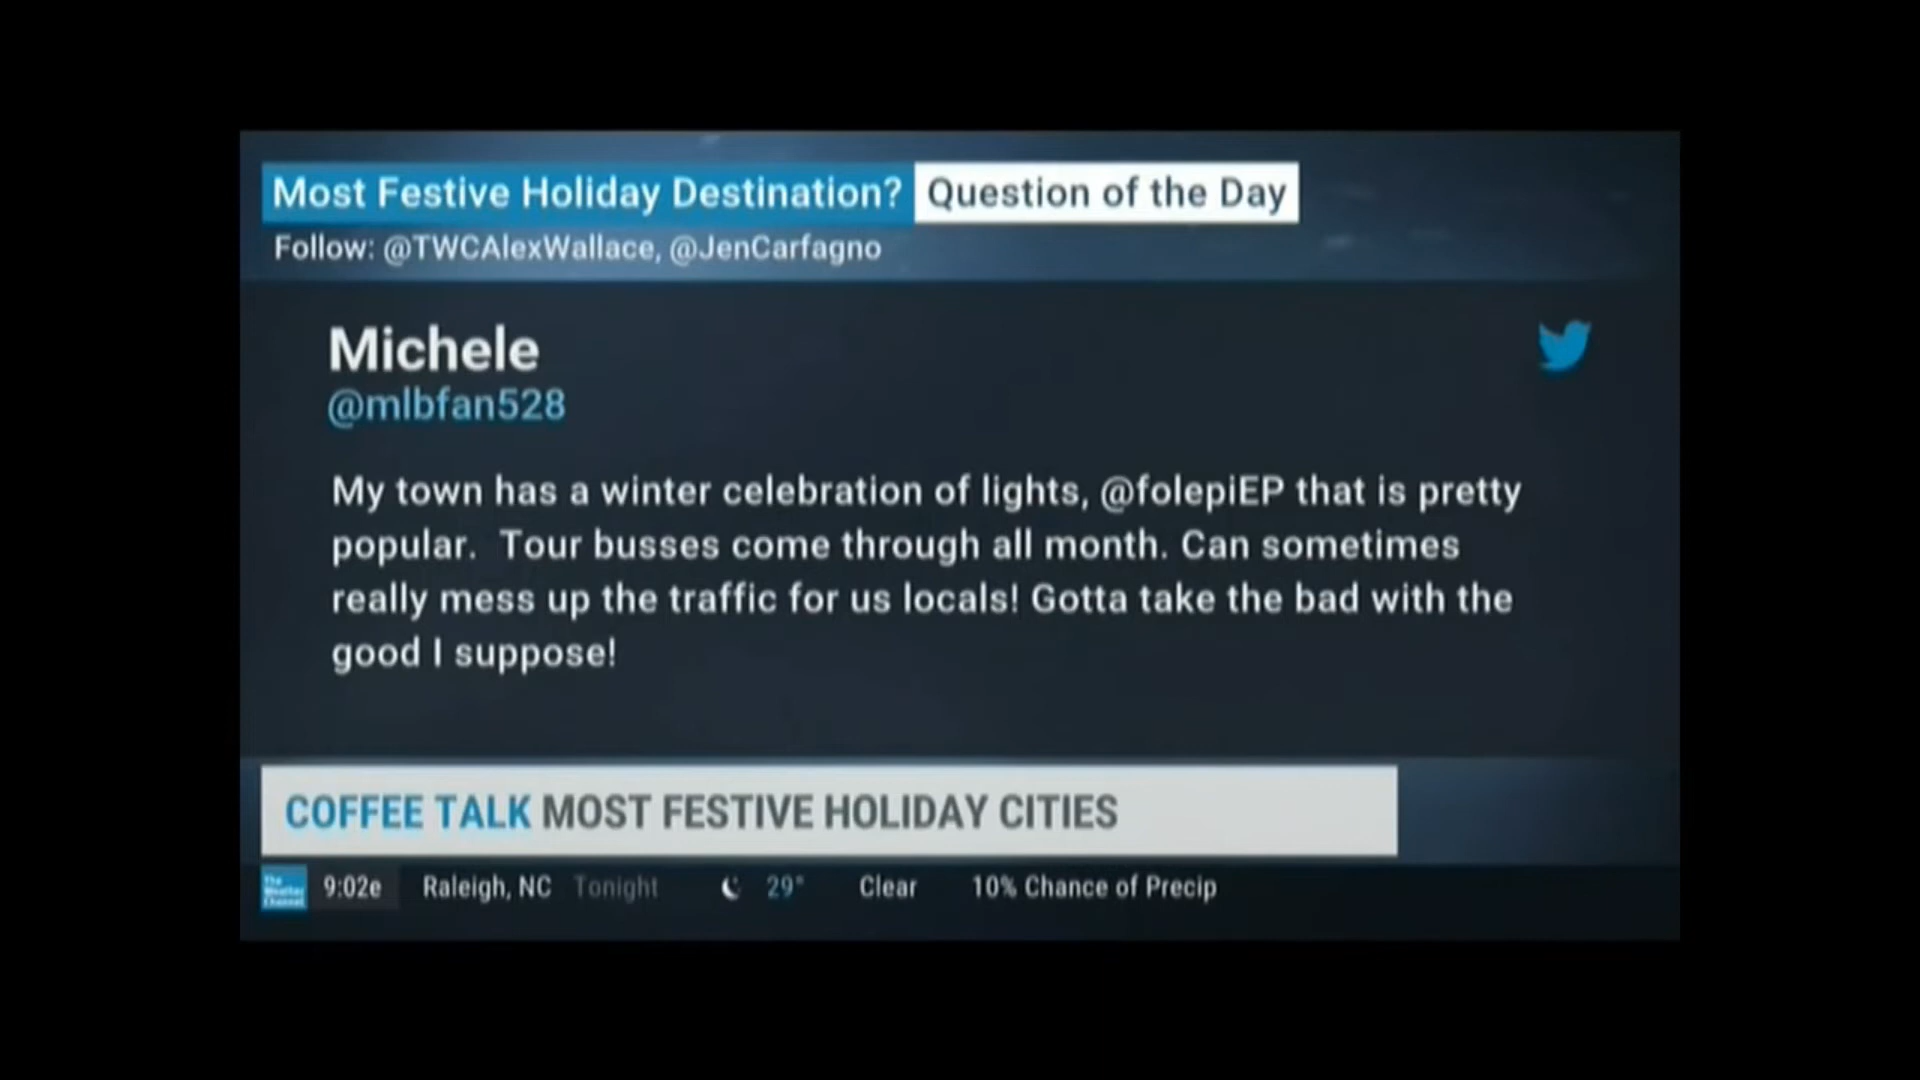 Most Festive Holiday Destination? Question of the Day
Follow: @TWCAlexWallace, @JenCarfagno
Michele
@mlbfan528
My town has a winter celebration of lights, @folepiEP that is pretty
popular.  Tour busses come through all month. Can sometimes
really mess up the traffic for us locals! Gotta take the bad with the
good I suppose!
COFFEE TALK MOST FESTIVE HOLIDAY CITIES
The
Weather
Channel
9:02e Raleigh, NC Tonight 29° Clear 10% Chance of Precip